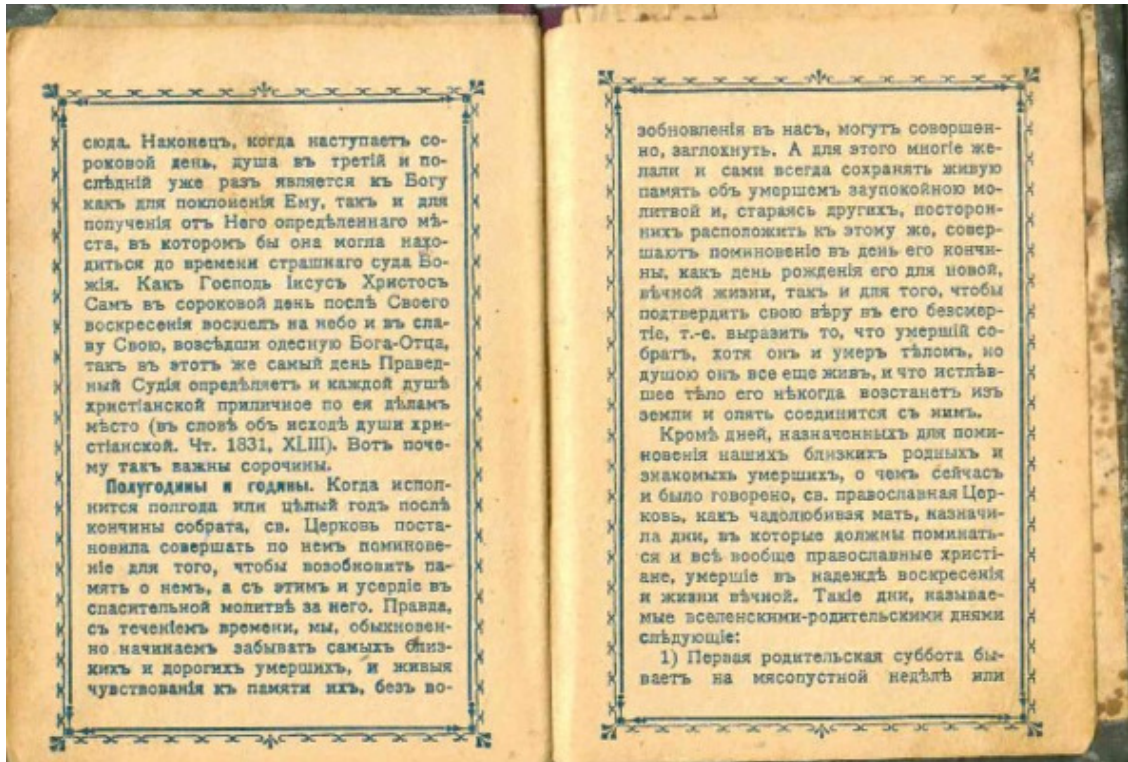 сюда. Наконецъ, когда наступаетъ со-
роковой день, душа въ третій и по-
слѣдній уже разъ является къ Богу
какъ для поклоненія Ему, такъ и для
полученія отъ Него опредѣленнаго мѣ-
ста, въ которомъ бы она могла нахо-
диться до времени страшнаго суда Бо-
жія. Какъ Господь Іисусъ Христосъ
Самъ въ сороковой день послѣ Своего
воскресенія восшелъ на небо и въ сла-
ву Свою, возсѣдши одесную Бога-Отца,
такъ въ этотъ же самый день Правед-
ный Судія опредѣляетъ и каждой душѣ
христіанской приличное по ея дѣламъ
мѣсто (въ словѣ объ исходѣ души хри-
стіанской. Чт. 1831, XLIII). Вотъ поче-
му такъ важны сорочины.
Полугодины и годины. Когда испол-
нится полгода или цѣлый годъ послѣ
кончины собрата, св. Церковь поста-
новила совершать по немъ поминове-
ніе для того, чтобы возобновить па-
мять о немъ, а съ этимъ и усердіе въ
спасительной молитвѣ за него. Правда,
съ теченіемъ времени, мы, обыкновен-
но начинаемъ забывать самыхъ близ-
кихъ и дорогихъ умершихъ, и живыя
чувствованія къ памяти ихъ, безъ во-
зобновленія въ насъ, могутъ совершен-
но, заглохнуть. А для этого многіе же-
лали и сами всегда сохранять живую
память объ умершемъ заупокойною мо-
литвой и, стараясь другихъ, посторон-
нихъ расположить къ этому же, совер-
шаютъ поминовеніе въ день его кончи-
ны, какъ день рожденія его для новой,
вѣчной жизни, такъ и для того, чтобы
подтвердить свою вѣру въ его безсмер-
тіе, т.-е. выразить то, что умершій со-
братъ, хотя онъ и умеръ тѣломъ, но
душою онъ все еще живъ, и что истлѣв-
шее тѣло его нѣкогда возстанетъ изъ
земли и опять соединится съ нимъ.
Кромѣ дней, назначенныхъ для поми-
новенія нашихъ близкихъ родныхъ и
знакомыхъ умершихъ, о чемъ сейчасъ
и было говорено, св. православная Цер-
ковь, какъ чадолюбивая мать, назначи-
ла дни, въ которые должны поминать-
ся и всѣ вообще православные христі-
ане, умершіе въ надеждѣ воскресенія
и жизни вѣчной. Такіе дни, называе-
мые вселенскими-родительскими днями
слѣдующіе:
1) Первая родительская суббота бы-
ваетъ на мясопустной недѣлѣ или